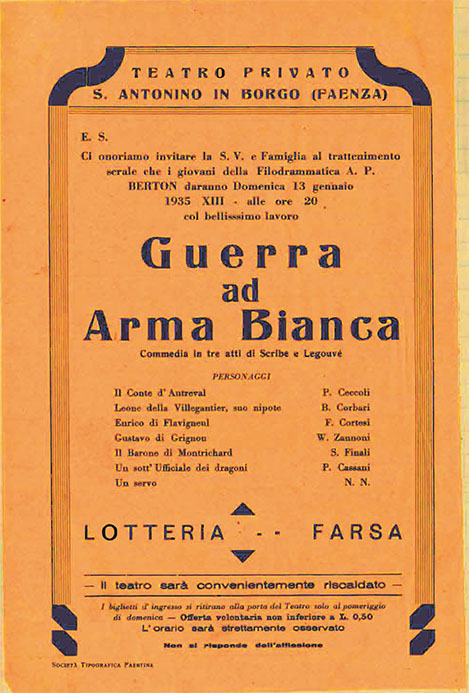 TEATRO PRIVATO
S. ANTONINO IN BORGO (FAENZA)
E. S.
Ci onoriamo invitare la S. V. e Famiglia al trattenimento
serale che i giovani della Filodrammatica A. P.
BERTON daranno Domenica 13 gennaio
1935 XIII - alle ore 20
col bellissimo lavoro
Guerra
ad
Arma Bianca
Commedia in tre atti di Scribe e Legouvé
PERSONAGGI
Il Conte d'Autreval P. Ceccoli
Leone della Villegantier, suo nipote B. Corbari
Enrico di Flavigneul F. Cortesi
Gustavo di Grignon W. Zannoni
Il Barone di Montrichard S. Finali
Un sott'Ufficiale dei dragoni P. Cassani
Un servo N. N.
LOTTERIA -- FARSA
— Il teatro sarà convenientemente riscaldato —
I biglietti d'ingresso si ritirano alla porta del Teatro solo al pomeriggio
di domenica — Offerta volontaria non inferiore a L. 0,50
L'orario sarà strettamente osservato
Non si risponde dell'affissione
SOCIETÀ TIPOGRAFICA FAENTINA